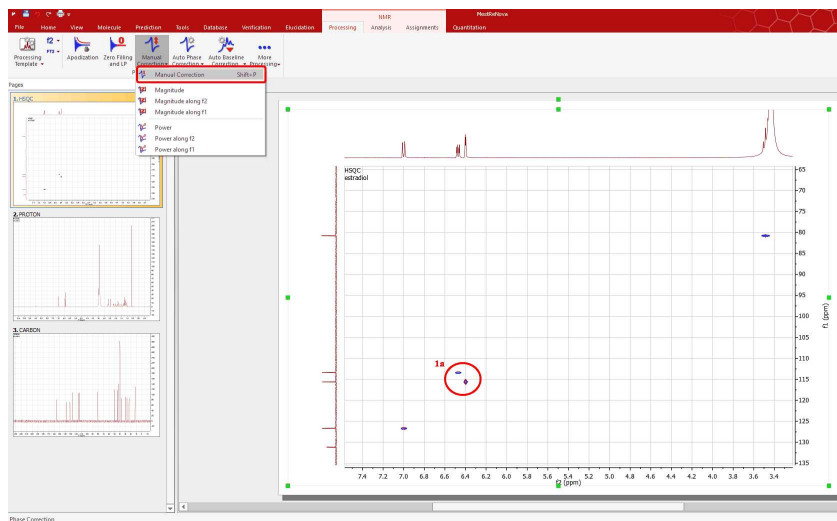 NMR
MestReNova
File Home View Molecule Prediction Tools Database Verification Elucidation Processing Analysis Assignments Quantitation
Processing Template
f2
FTS
Apodization
Zero Filling and LP
Manual Correction
Auto Phase Correction
Auto Baseline Correction
More Processing
Manual Correction Shift+P
Magnitude
Magnitude along f2
Magnitude along f1
Power
Power along f2
Power along f1
Pages
1. HSQC
2. PROTON
3. CARBON
HSQC
estradiol
1a
65
75
80
85
90
95
100
105
110
115
120
125
130
135
f1 (ppm)
7.4 7.2 7.0 6.8 6.6 6.4 6.2 6.0 5.8 5.6 5.4 5.2 5.0 4.8 4.6 4.4 4.2 4.0 3.8 3.6 3.4
f2 (ppm)
Phase Correction